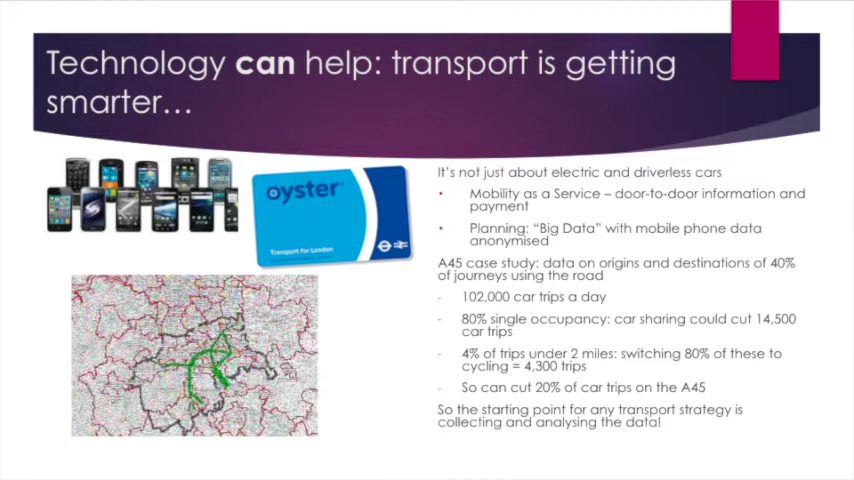 Technology can help: transport is getting
smarter...
oyster
Transport for London
It's not just about electric and driverless cars
• Mobility as a Service – door-to-door information and
payment
• Planning: "Big Data" with mobile phone data
anonymised
A45 case study: data on origins and destinations of 40%
of journeys using the road
- 102,000 car trips a day
- 80% single occupancy: car sharing could cut 14,500
car trips
- 4% of trips under 2 miles: switching 80% of these to
cycling = 4,300 trips
- So can cut 20% of car trips on the A45
So the starting point for any transport strategy is
collecting and analysing the data!